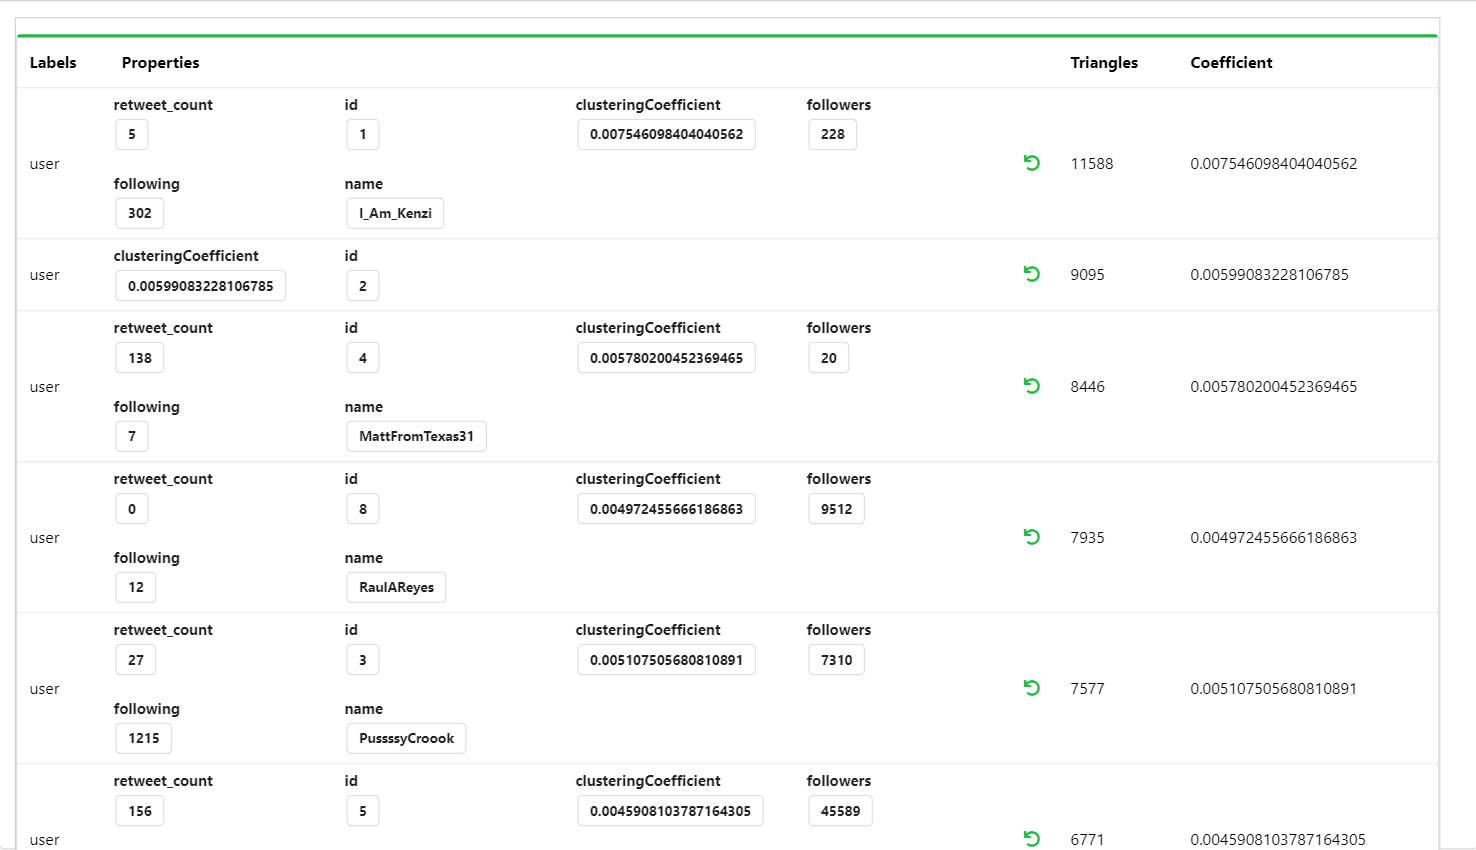 Labels Properties Triangles Coefficient
retweet_count id clusteringCoefficient followers
5 1 0.007546098404040562 228
user 11588 0.007546098404040562
following name
302 I_Am_Kenzi
clusteringCoefficient id
user 9095 0.00599083228106785
0.00599083228106785 2
retweet_count id clusteringCoefficient followers
138 4 0.005780200452369465 20
user 8446 0.005780200452369465
following name
7 MattFromTexas31
retweet_count id clusteringCoefficient followers
0 8 0.004972455666186863 9512
user 7935 0.004972455666186863
following name
12 RaulAReyes
retweet_count id clusteringCoefficient followers
27 3 0.005107505680810891 7310
user 7577 0.005107505680810891
following name
1215 PussssyCroook
retweet_count id clusteringCoefficient followers
156 5 0.0045908103787164305 45589
user 6771 0.0045908103787164305